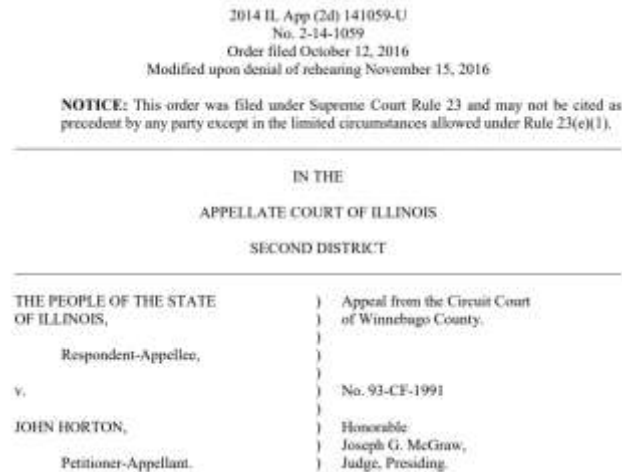 2014 IL App (2d) 141059-U
No. 2-14-1059
Order filed October 12, 2016
Modified upon denial of rehearing November 15, 2016
NOTICE: This order was filed under Supreme Court Rule 23 and may not be cited as
precedent by any party except in the limited circumstances allowed under Rule 23(e)(1).
IN THE
APPELLATE COURT OF ILLINOIS
SECOND DISTRICT
THE PEOPLE OF THE STATE ) Appeal from the Circuit Court
OF ILLINOIS, ) of Winnebago County.
)
Respondent-Appellee, )
)
v. ) No. 93-CF-1991
)
JOHN HORTON, ) Honorable
) Joseph G. McGraw,
Petitioner-Appellant. ) Judge, Presiding.